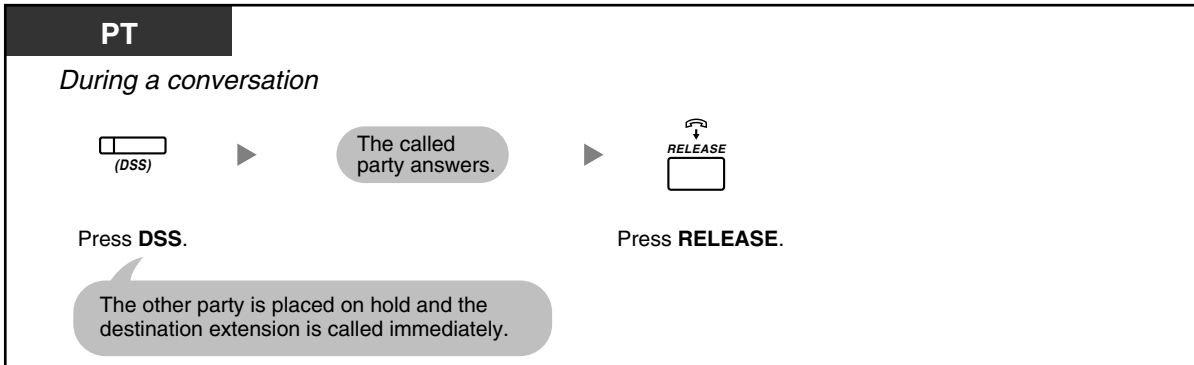 PT
During a conversation
(DSS)
The called
party answers.
RELEASE
Press DSS.
Press RELEASE.
The other party is placed on hold and the
destination extension is called immediately.